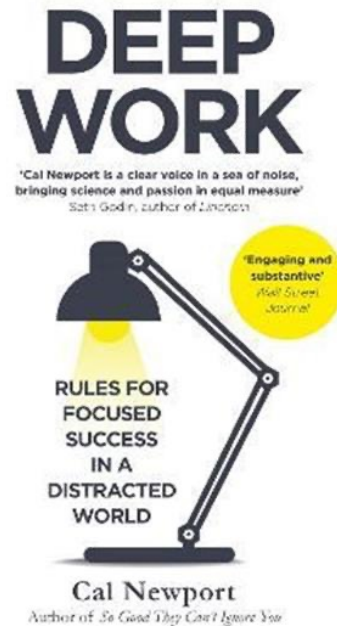 DEEP
WORK
'Cal Newport is a clear voice in a sea of noise,
bringing science and passion in equal measure'
Seth Godin, author of Linchpin
'Engaging and
substantive'
Wall Street
Journal
RULES FOR
FOCUSED
SUCCESS
IN A
DISTRACTED
WORLD
Cal Newport
Author of So Good They Can't Ignore You